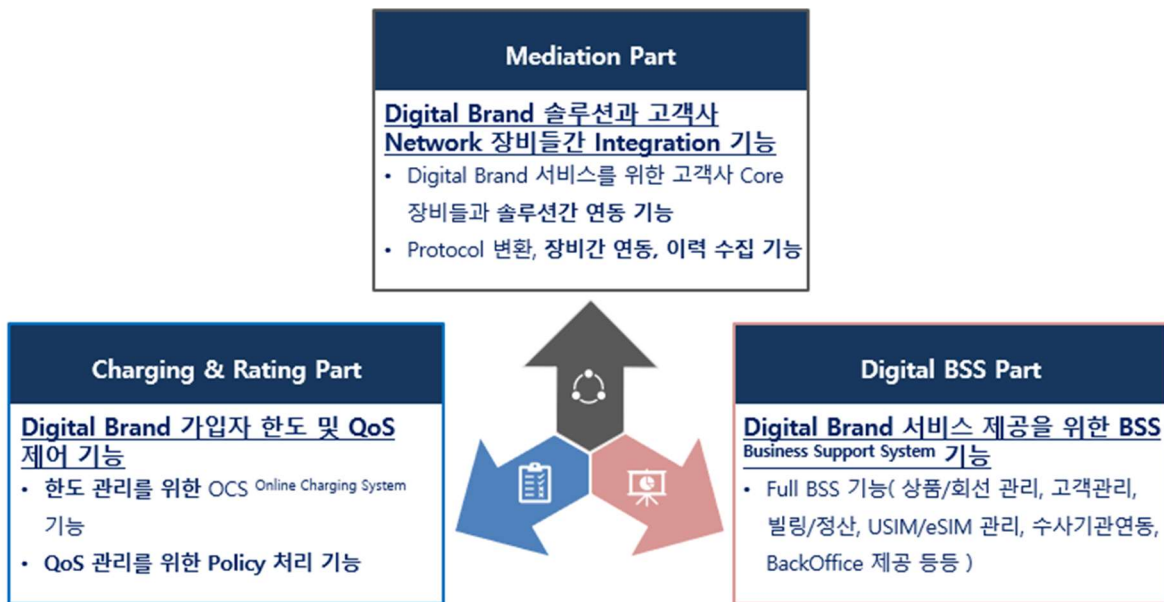 Mediation Part
Digital Brand 솔루션과 고객사
Network 장비들간 Integration 기능
• Digital Brand 서비스를 위한 고객사 Core
장비들과 솔루션간 연동 기능
• Protocol 변환, 장비간 연동, 이력 수집 기능
Charging & Rating Part
Digital Brand 가입자 한도 및 QoS
제어 기능
• 한도 관리를 위한 OCS Online Charging System
기능
• QoS 관리를 위한 Policy 처리 기능
Digital BSS Part
Digital Brand 서비스 제공을 위한 BSS
Business Support System 기능
• Full BSS 기능( 상품/회선 관리, 고객관리,
빌링/정산, USIM/eSIM 관리, 수사기관연동,
BackOffice 제공 등등 )